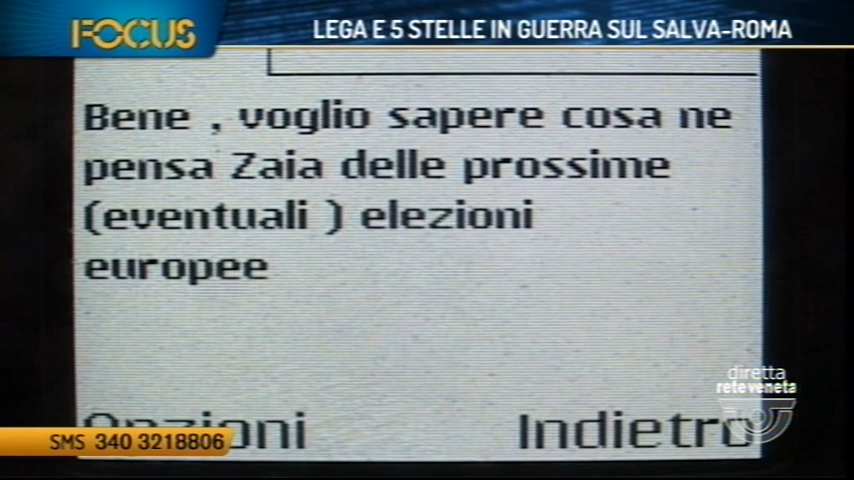 FOCUS
LEGA E 5 STELLE IN GUERRA SUL SALVA-ROMA
Bene , voglio sapere cosa ne
pensa Zaia delle prossime
(eventuali ) elezioni
europee
diretta
reteveneta
Opzioni
Indietro
SMS 340 3218806